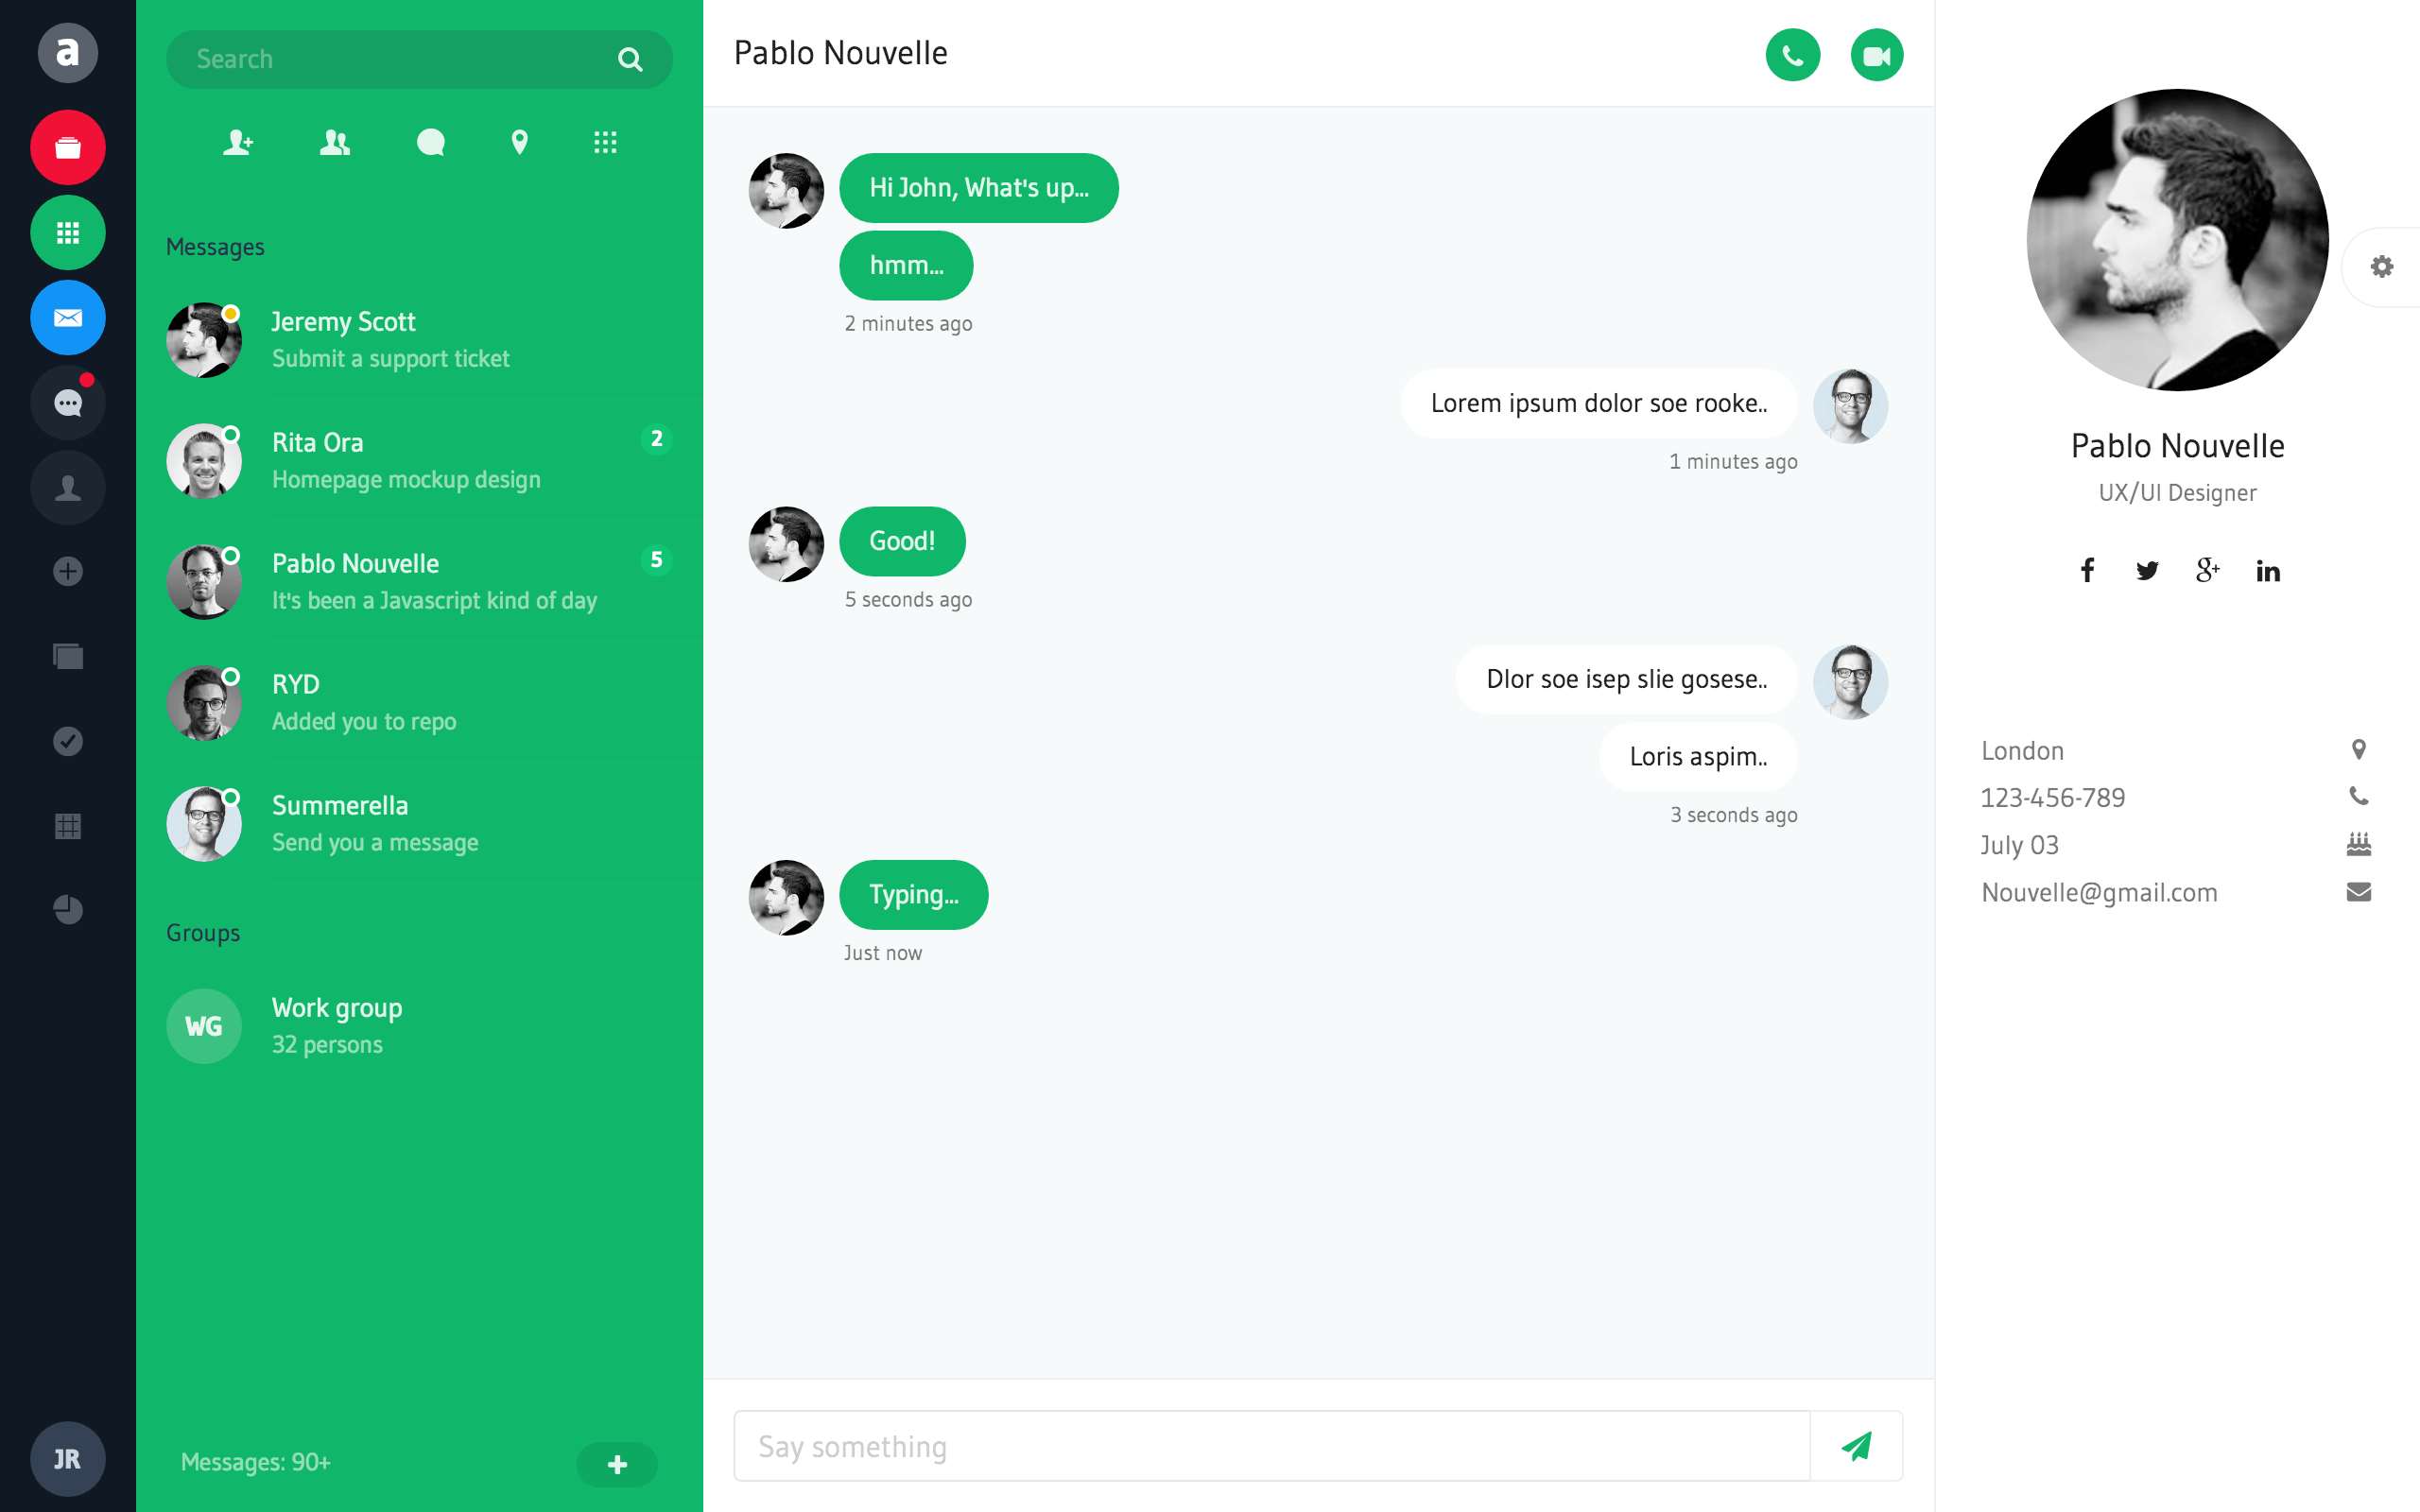 a
Search
Messages
Jeremy Scott
Submit a support ticket
Rita Ora
2
Homepage mockup design
Pablo Nouvelle
5
It's been a Javascript kind of day
RYD
Added you to repo
Summerella
Send you a message
Groups
WG
Work group
32 persons
Messages: 90+
JR
Pablo Nouvelle
Hi John, What's up...
hmm...
2 minutes ago
Lorem ipsum dolor soe rooke..
1 minutes ago
Good!
5 seconds ago
Dlor soe isep slie gosese..
Loris aspim..
3 seconds ago
Typing...
Just now
Say something
Pablo Nouvelle
UX/UI Designer
London
123-456-789
July 03
Nouvelle@gmail.com